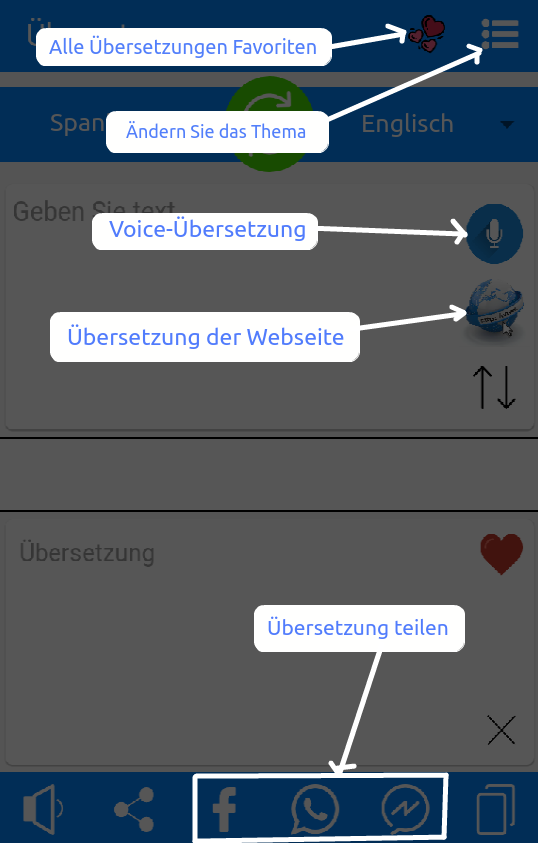 Alle Übersetzungen Favoriten
Ändern Sie das Thema
Englisch
Geben Sie text
Voice-Übersetzung
Übersetzung der Webseite
Übersetzung
Übersetzung teilen